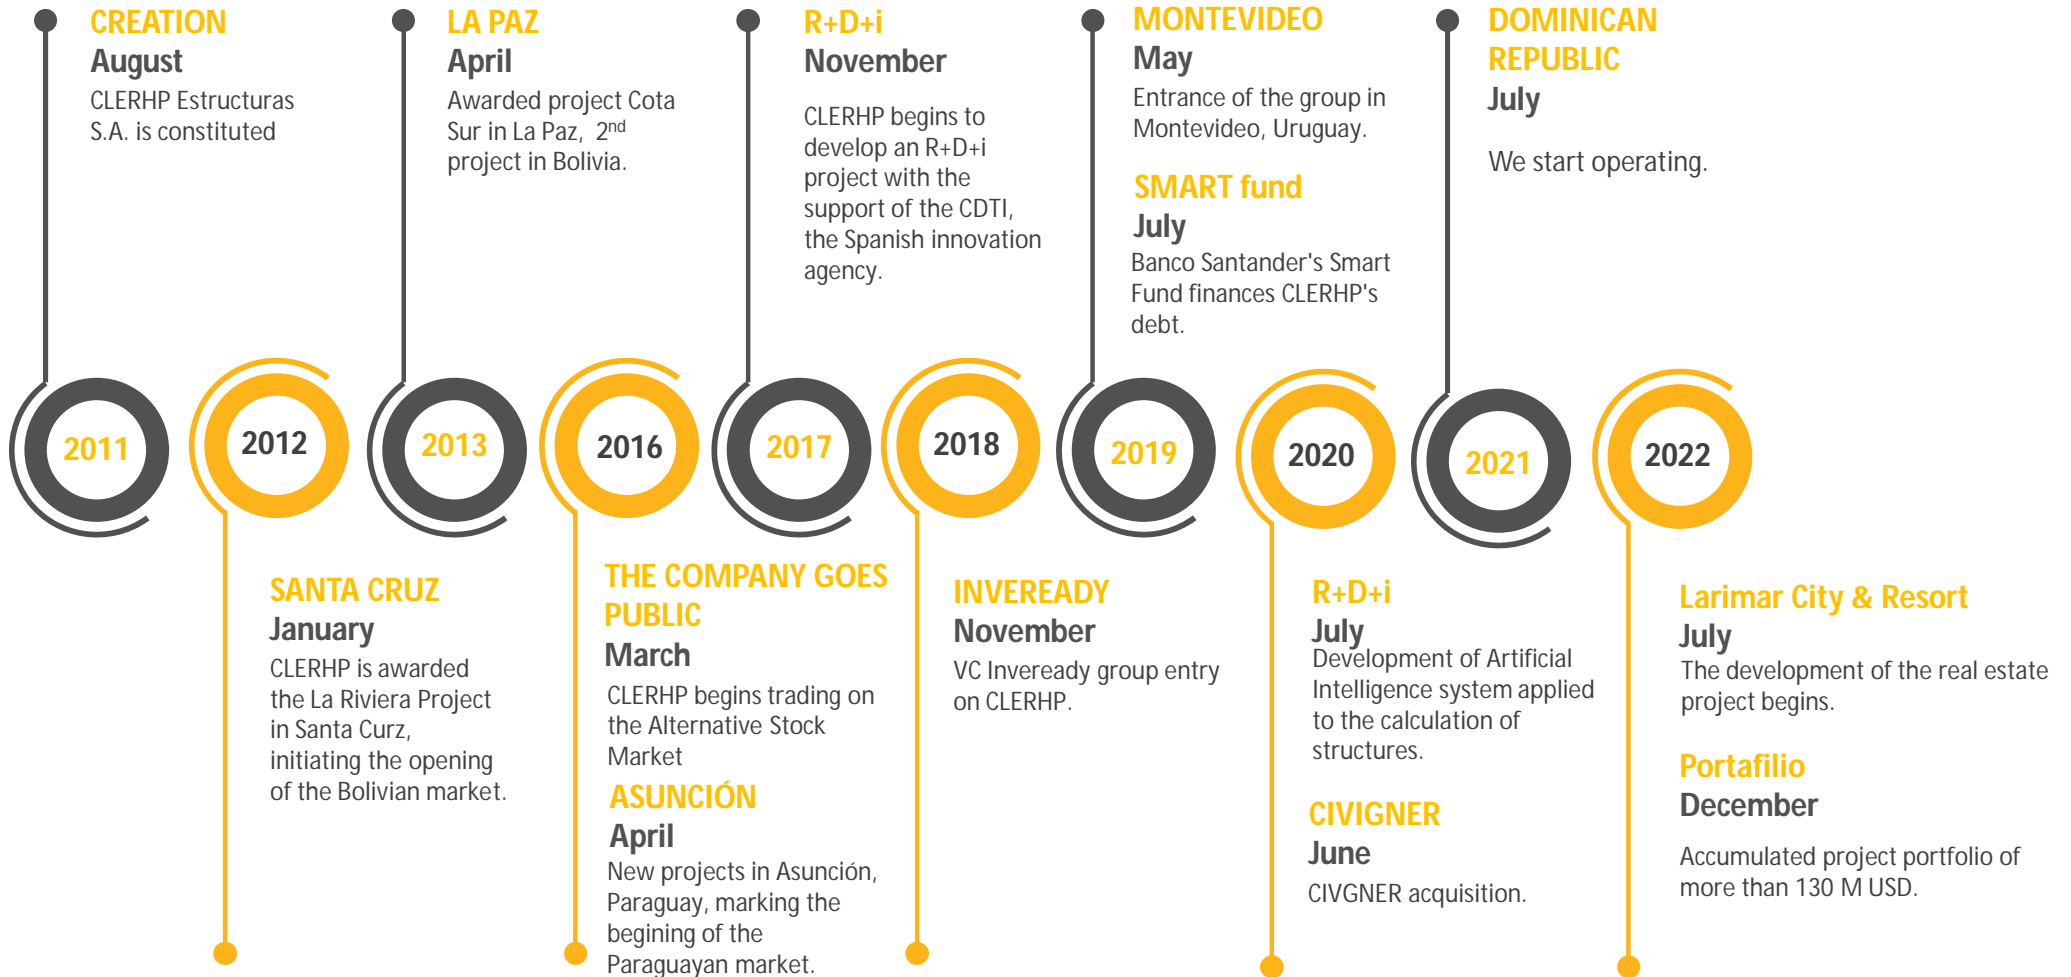 CREATION
August
CLERHP Estructuras
S.A. is constituted
LA PAZ
April
Awarded project Cota
Sur in La Paz, 2nd
project in Bolivia.
R+D+i
November
CLERHP begins to
develop an R+D+i
project with the
support of the CDTI,
the Spanish innovation
agency.
MONTEVIDEO
May
Entrance of the group in
Montevideo, Uruguay.
SMART fund
July
Banco Santander's Smart
Fund finances CLERHP's
debt.
DOMINICAN
REPUBLIC
July
We start operating.
2011
2012
2013
2016
2017
2018
2019
2020
2021
2022
SANTA CRUZ
January
CLERHP is awarded
the La Riviera Project
in Santa Curz,
initiating the opening
of the Bolivian market.
THE COMPANY GOES
PUBLIC
March
CLERHP begins trading on
the Alternative Stock
Market
ASUNCIÓN
April
New projects in Asunción,
Paraguay, marking the
begining of the
Paraguayan market.
INVEREADY
November
VC Inveready group entry
on CLERHP.
R+D+i
July
Development of Artificial
Intelligence system applied
to the calculation of
structures.
CIVIGNER
June
CIVGNER acquisition.
Larimar City & Resort
July
The development of the real estate
project begins.
Portafilio
December
Accumulated project portfolio of
more than 130 M USD.